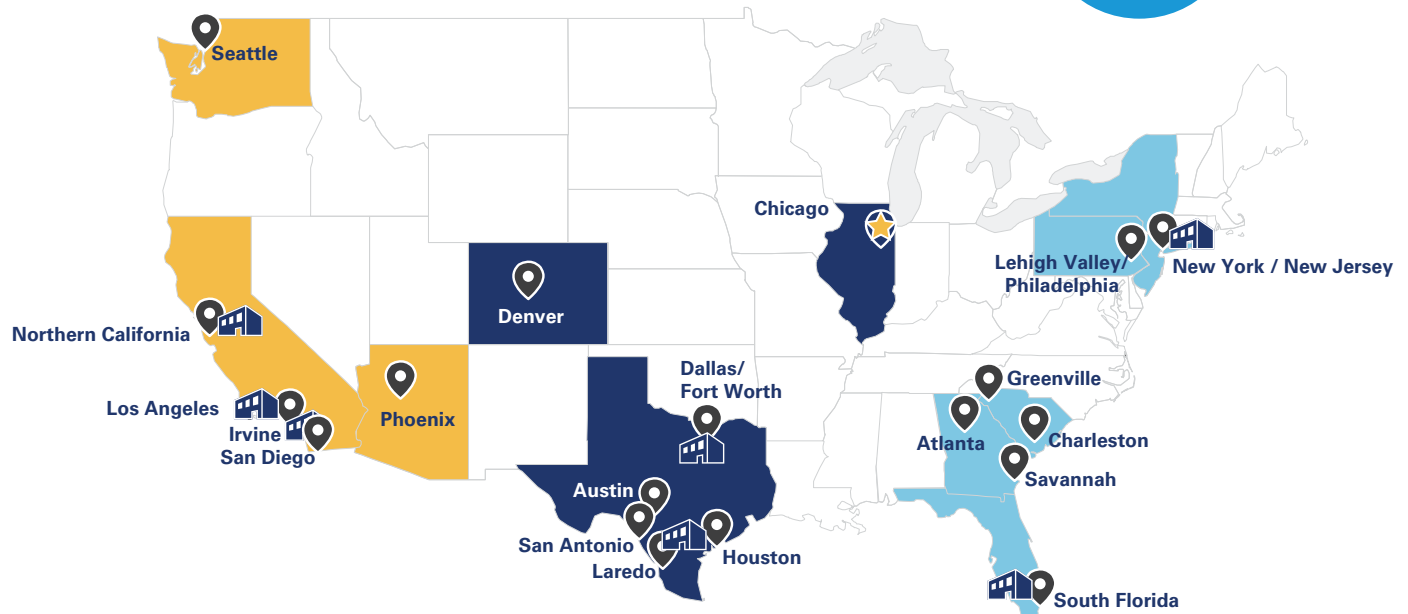 Seattle
Chicago
Lehigh Valley/
Philadelphia
New York / New Jersey
Denver
Northern California
Dallas/
Fort Worth
Greenville
Los Angeles
Phoenix
Irvine
San Diego
Atlanta
Charleston
Savannah
Austin
San Antonio
Houston
Laredo
South Florida